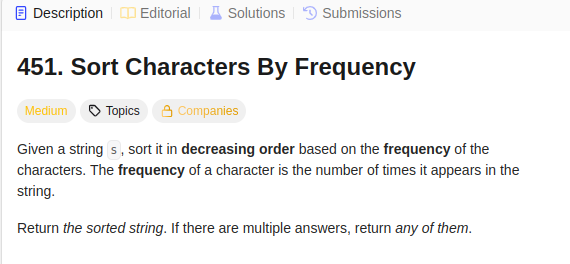 Description Editorial Solutions Submissions
451. Sort Characters By Frequency
Medium Topics Companies
Given a string s, sort it in decreasing order based on the frequency of the
characters. The frequency of a character is the number of times it appears in the
string.
Return the sorted string. If there are multiple answers, return any of them.